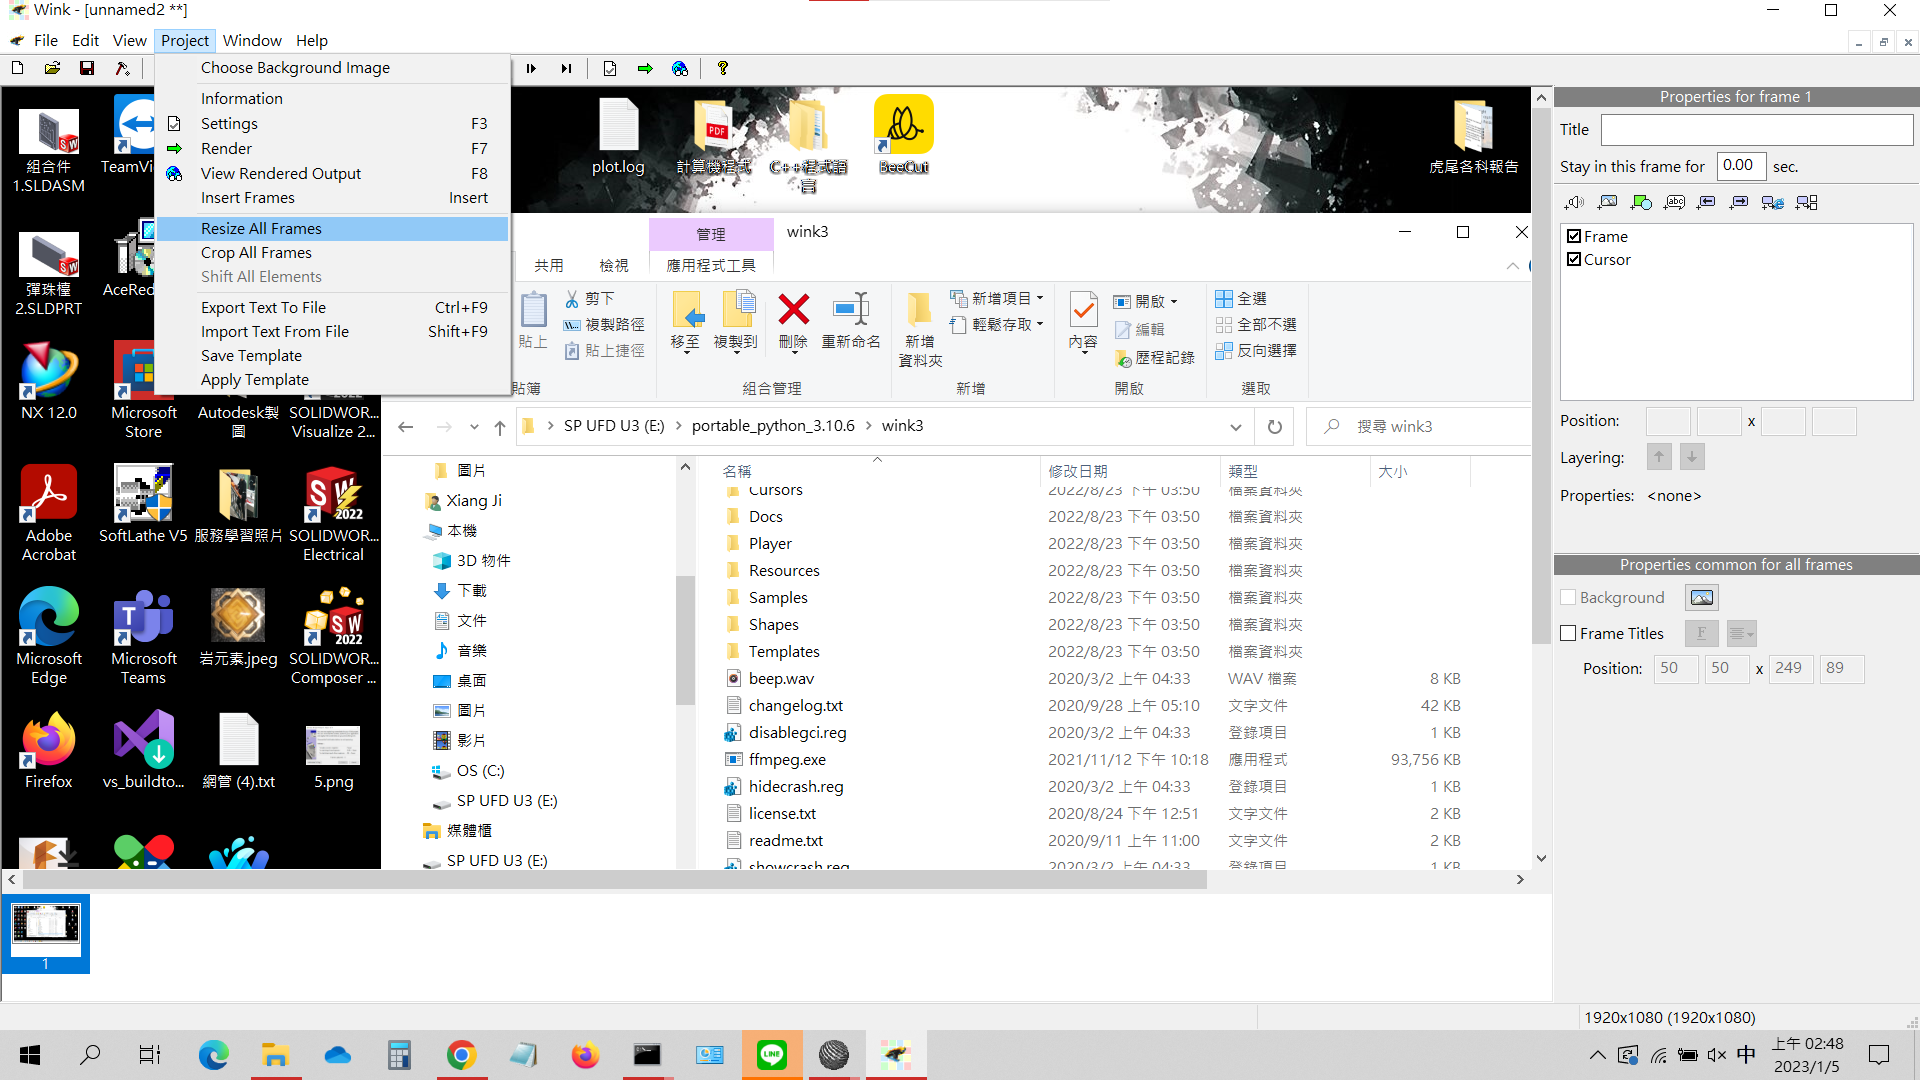 Wink - [unnamed2 **]
File Edit View Project Window Help
Choose Background Image
Information
Settings F3
Render F7
View Rendered Output F8
Insert Frames Insert
Resize All Frames
Crop All Frames
Shift All Elements
Export Text To File Ctrl+F9
Import Text From File Shift+F9
Save Template
Apply Template
組合件
1.SLDASM
TeamVi
彈珠檯
2.SLDPRT
AceRed
NX 12.0
Microsoft
Store
Autodesk製
圖
SOLIDWOR...
Visualize 2...
Adobe
Acrobat
SoftLathe V5
服務學習照片
SOLIDWOR...
Electrical
Microsoft
Edge
Microsoft
Teams
岩元素.jpeg
SOLIDWOR...
Composer ...
Firefox
vs_buildto...
網管 (4).txt
5.png
plot.log
計算機程式
C++程式語
言
BeeCut
虎尾各科報告
管理
wink3
共用 檢視 應用程式工具
貼上
剪下
複製路徑
貼上捷徑
貼簿
移至
複製到
刪除
重新命名
組合管理
新增
資料夾
新增項目
輕鬆存取
新增
內容
開啟
編輯
歷程記錄
開啟
全選
全部不選
反向選擇
選取
SP UFD U3 (E:) > portable_python_3.10.6 > wink3
搜尋 wink3
圖片
Xiang Ji
本機
3D 物件
下載
文件
音樂
桌面
圖片
影片
OS (C:)
SP UFD U3 (E:)
媒體櫃
SP UFD U3 (E:)
名稱 修改日期 類型 大小
Cursors 2022/8/23 下午 03:50 檔案資料夾
Docs 2022/8/23 下午 03:50 檔案資料夾
Player 2022/8/23 下午 03:50 檔案資料夾
Resources 2022/8/23 下午 03:50 檔案資料夾
Samples 2022/8/23 下午 03:50 檔案資料夾
Shapes 2022/8/23 下午 03:50 檔案資料夾
Templates 2022/8/23 下午 03:50 檔案資料夾
beep.wav 2020/3/2 上午 04:33 WAV 檔案 8 KB
changelog.txt 2020/9/28 上午 05:10 文字文件 42 KB
disablegci.reg 2020/3/2 上午 04:33 登錄項目 1 KB
ffmpeg.exe 2021/11/12 下午 10:18 應用程式 93,756 KB
hidecrash.reg 2020/3/2 上午 04:33 登錄項目 1 KB
license.txt 2020/8/24 下午 12:51 文字文件 2 KB
readme.txt 2020/9/11 上午 11:00 文字文件 2 KB
showcrash.reg 2020/3/2 上午 04:33 登錄項目 1 KB
1
Properties for frame 1
Title
Stay in this frame for 0.00 sec.
Frame
Cursor
Position: x
Layering:
Properties: <none>
Properties common for all frames
Background
Frame Titles
Position: 50 50 x 249 89
1920x1080 (1920x1080)
LINE
中
上午 02:48
2023/1/5